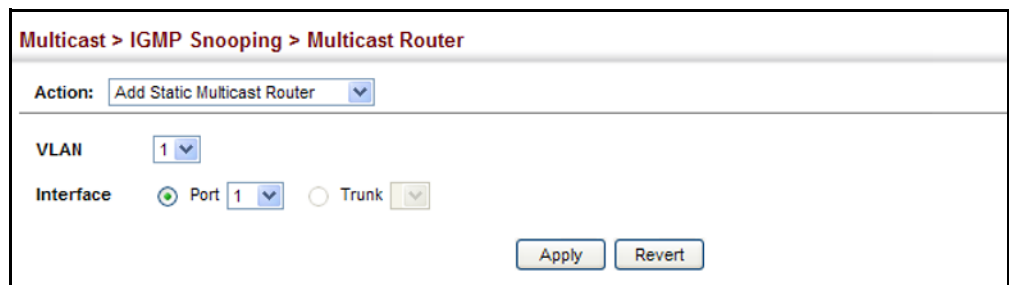 Multicast > IGMP Snooping > Multicast Router
Action: Add Static Multicast Router
VLAN 1
Interface Port 1 Trunk
Apply Revert